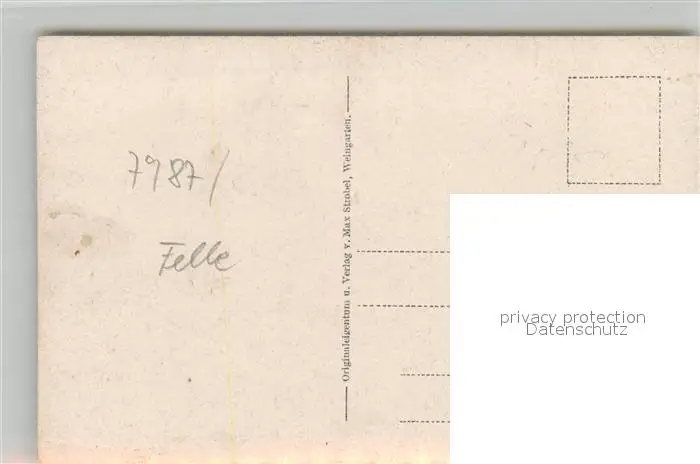 7987/
Felle
Originaleigentum u. Verlag v. Max Strobel, Weingarten.
privacy protection
Datenschutz